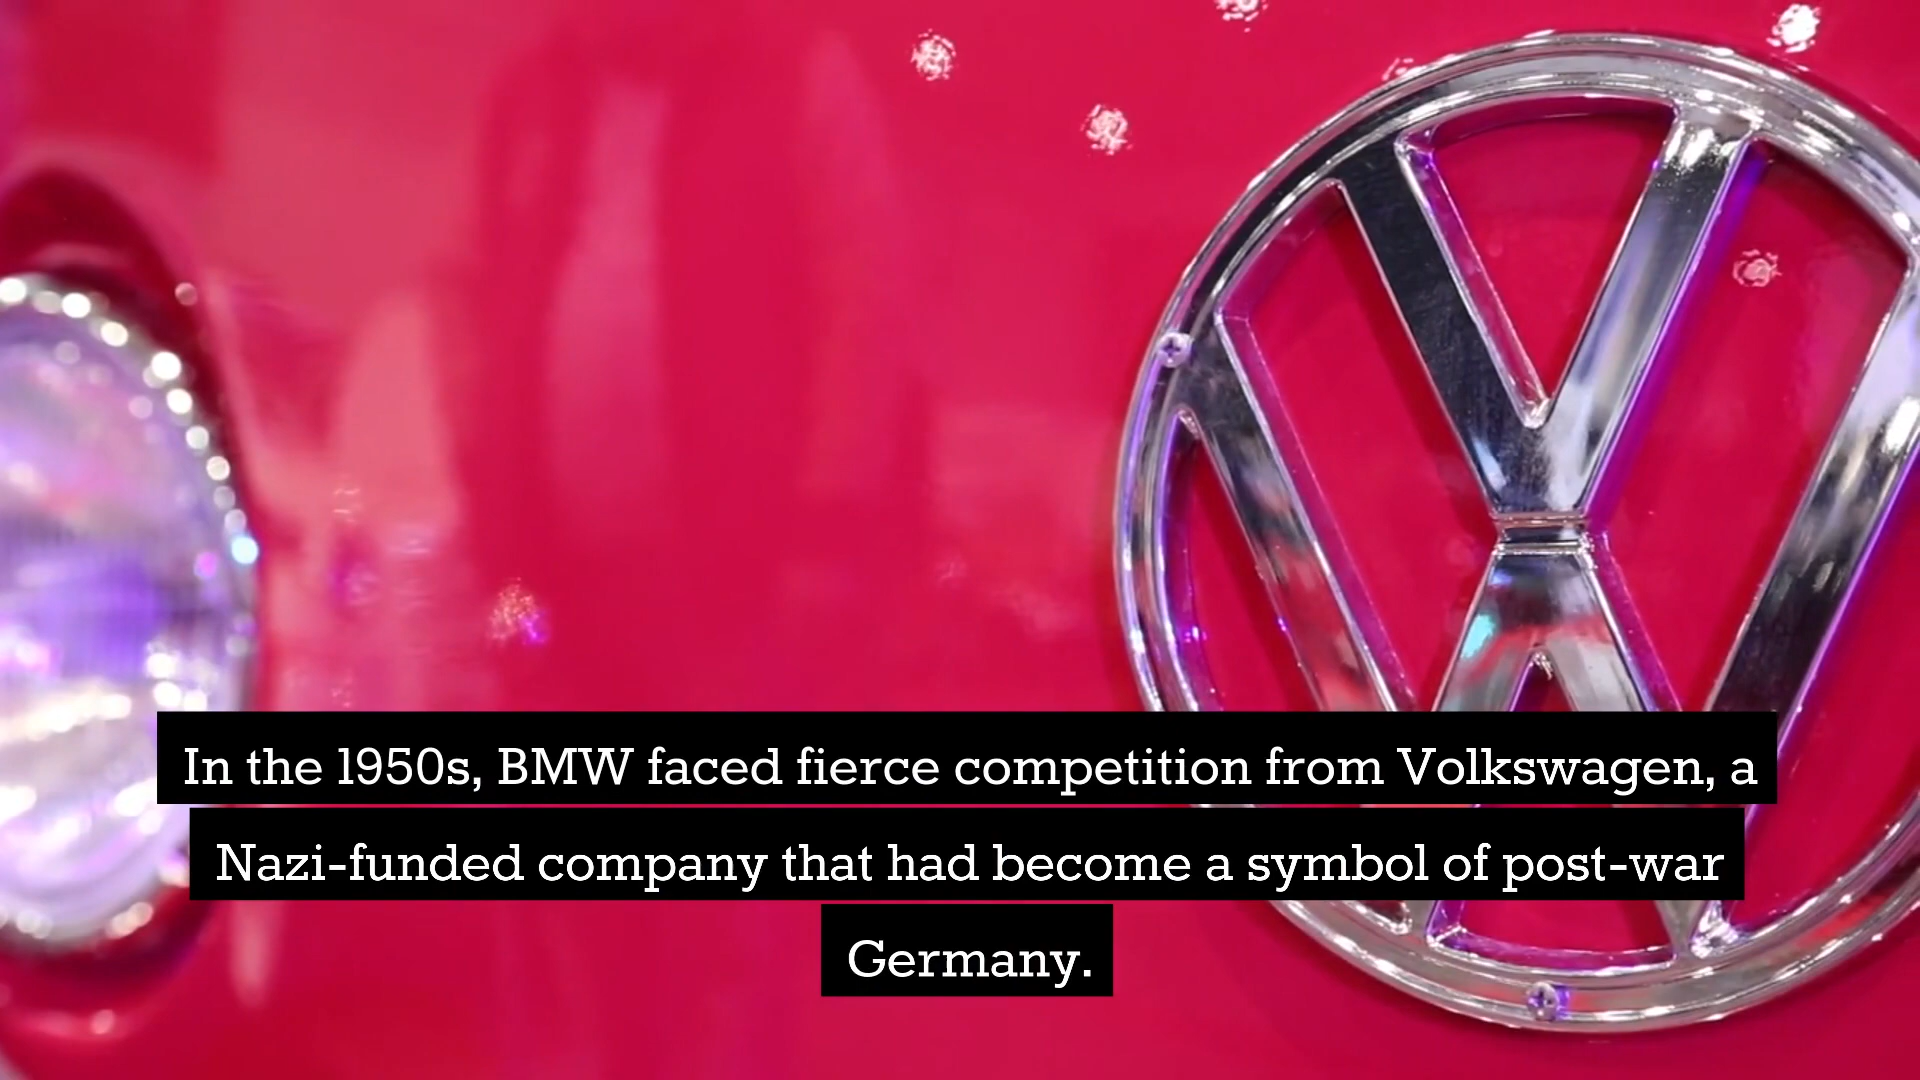 In the 1950s, BMW faced fierce competition from Volkswagen, a
Nazi-funded company that had become a symbol of post-war
Germany.